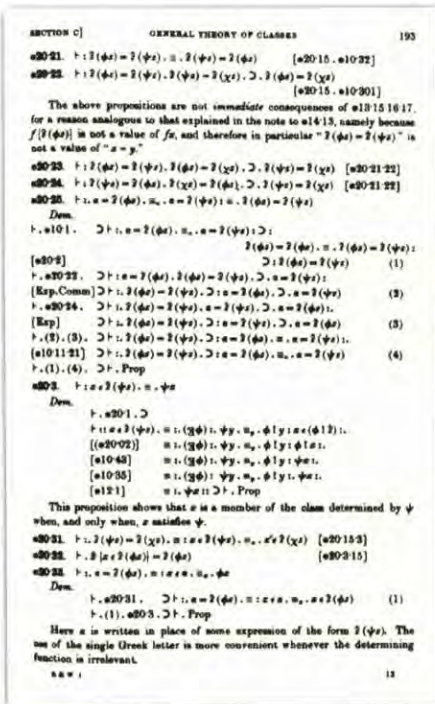 SECTION C] GENERAL THEORY OF CLASSES 193
*20·21. ⊢ : ẑ(φz) = ẑ(ψz) . ≡ . ẑ(ψz) = ẑ(φz) [*20·15 . *10·32]
*20·22. ⊢ : ẑ(φz) = ẑ(ψz) . ẑ(ψz) = ẑ(χz) . ⊃ . ẑ(φz) = ẑ(χz)
[*20·15 . *10·301]
The above propositions are not immediate consequences of *13·15·16·17,
for a reason analogous to that explained in the note to *14·13, namely because
f{ẑ(φz)} is not a value of fx, and therefore in particular “ẑ(φz) = ẑ(ψz)” is
not a value of “x = y.”
*20·23. ⊢ : ẑ(φz) = ẑ(ψz) . ẑ(φz) = ẑ(χz) . ⊃ . ẑ(ψz) = ẑ(χz) [*20·21·22]
*20·24. ⊢ : ẑ(ψz) = ẑ(φz) . ẑ(χz) = ẑ(φz) . ⊃ . ẑ(ψz) = ẑ(χz) [*20·21·22]
*20·25. ⊢ :. α = ẑ(φz) . ≡α . α = ẑ(ψz) : ≡ . ẑ(φz) = ẑ(ψz)
Dem.
⊢ . *10·1 . ⊃ ⊢ :. α = ẑ(φz) . ≡α . α = ẑ(ψz) : ⊃ :
ẑ(φz) = ẑ(φz) . ≡ . ẑ(φz) = ẑ(ψz) :
[*20·2] ⊃ : ẑ(φz) = ẑ(ψz) (1)
⊢ . *20·22 . ⊃ ⊢ : α = ẑ(φz) . ẑ(φz) = ẑ(ψz) . ⊃ . α = ẑ(ψz) :
[Exp.Comm] ⊃ ⊢ :. ẑ(φz) = ẑ(ψz) . ⊃ : α = ẑ(φz) . ⊃ . α = ẑ(ψz) (2)
⊢ . *20·24 . ⊃ ⊢ :. ẑ(φz) = ẑ(ψz) . α = ẑ(ψz) . ⊃ . α = ẑ(φz) :.
[Exp] ⊃ ⊢ :. ẑ(φz) = ẑ(ψz) . ⊃ : α = ẑ(ψz) . ⊃ . α = ẑ(φz) (3)
⊢ . (2) . (3) . ⊃ ⊢ :. ẑ(φz) = ẑ(ψz) . ⊃ : α = ẑ(φz) . ≡ . α = ẑ(ψz) :.
[*10·11·21] ⊃ ⊢ :. ẑ(φz) = ẑ(ψz) . ⊃ : α = ẑ(φz) . ≡α . α = ẑ(ψz) (4)
⊢ . (1) . (4) . ⊃ ⊢ . Prop
*20·3. ⊢ : x ε ẑ(ψz) . ≡ . ψx
Dem.
⊢ . *20·1 . ⊃
⊢ :: x ε ẑ(ψz) . ≡ :. (∃φ) :. ψy . ≡y . φ ! y : x ε (φ ! ẑ) :.
[(*20·02)] ≡ :. (∃φ) :. ψy . ≡y . φ ! y : φ ! x :.
[*10·43] ≡ :. (∃φ) :. ψy . ≡y . φ ! y : ψx :.
[*10·35] ≡ :. (∃φ) : ψy . ≡y . φ ! y :. ψx :.
[*12·1] ≡ :. ψx :: ⊃ ⊢ . Prop
This proposition shows that x is a member of the class determined by ψ
when, and only when, x satisfies ψ.
*20·31. ⊢ :. ẑ(ψz) = ẑ(χz) . ≡ : x ε ẑ(ψz) . ≡x . x ε ẑ(χz) [*20·15·3]
*20·32. ⊢ . x̂ {x ε ẑ(φz)} = ẑ(φz) [*20·3·15]
*20·33. ⊢ :. α = ẑ(φz) . ≡ : x ε α . ≡x . φx
Dem.
⊢ . *20·31 . ⊃ ⊢ :. α = ẑ(φz) . ≡ : x ε α . ≡x . x ε ẑ(φz) (1)
⊢ . (1) . *20·3 . ⊃ ⊢ . Prop
Here α is written in place of some expression of the form ẑ(ψz). The
use of the single Greek letter is more convenient whenever the determining
function is irrelevant.
R&W I 13